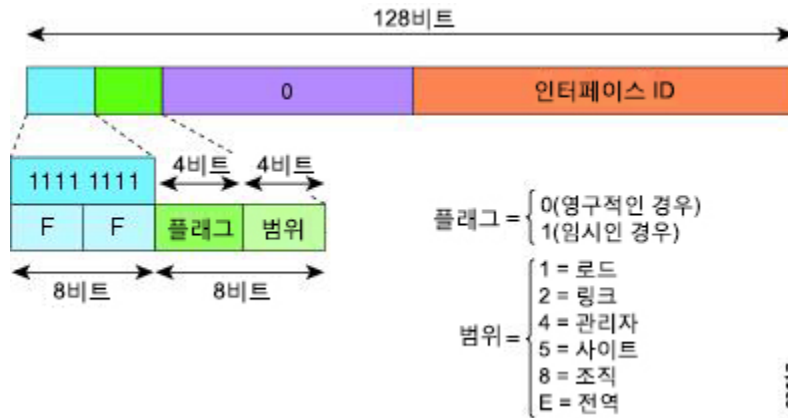 128비트
0 인터페이스 ID
1111 1111 4비트 4비트
F F 플래그 범위
8비트 8비트
플래그 = 0(영구적인 경우)
1(임시인 경우)
범위 = 1 = 로드
2 = 링크
4 = 관리자
5 = 사이트
8 = 조직
E = 전역